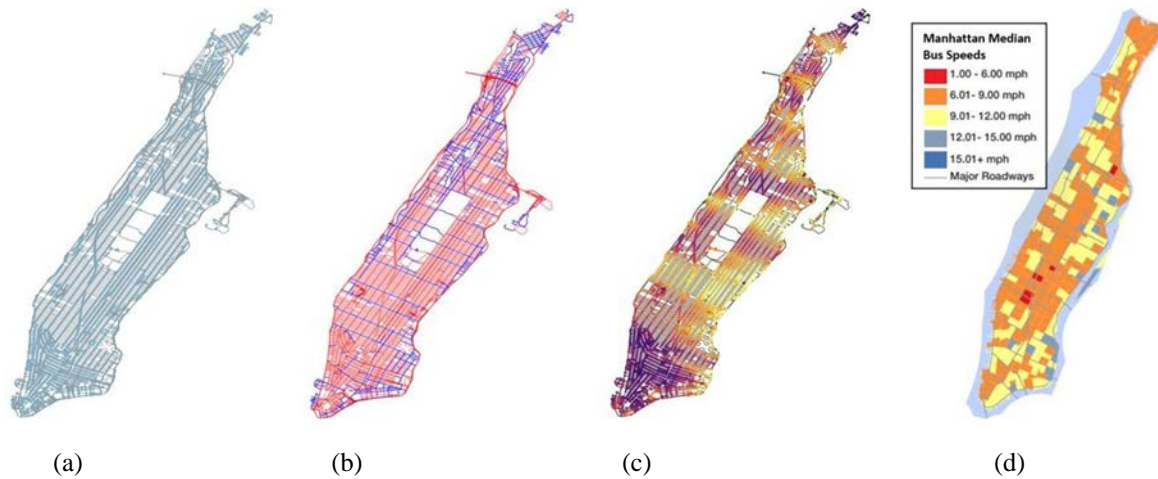 Manhattan Median
Bus Speeds
1.00 - 6.00 mph
6.01- 9.00 mph
9.01- 12.00 mph
12.01- 15.00 mph
15.01+ mph
Major Roadways
(a) (b) (c) (d)